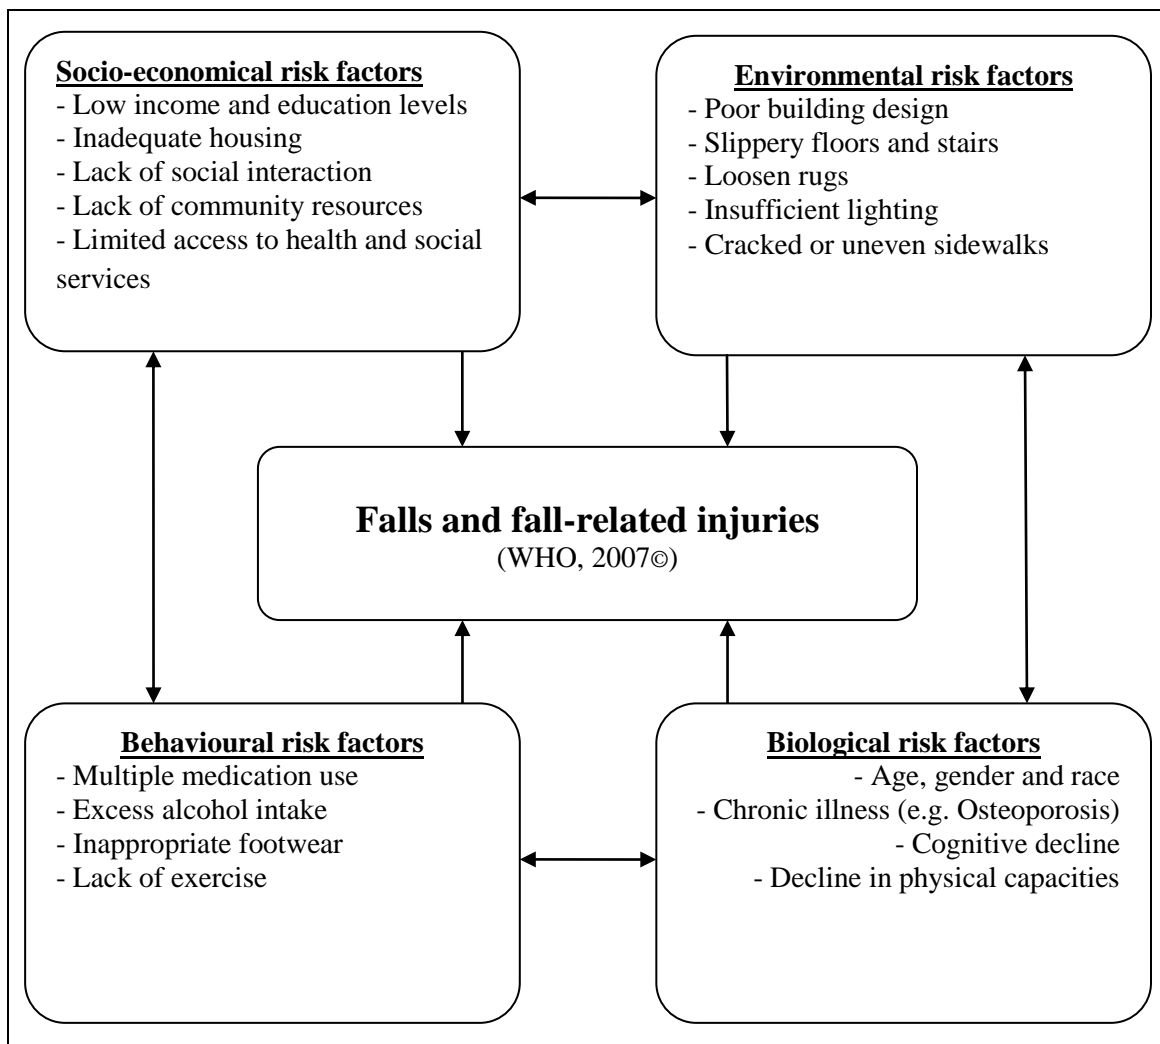 Socio-economical risk factors
- Low income and education levels
- Inadequate housing
- Lack of social interaction
- Lack of community resources
- Limited access to health and social
services
Environmental risk factors
- Poor building design
- Slippery floors and stairs
- Loosen rugs
- Insufficient lighting
- Cracked or uneven sidewalks
Falls and fall-related injuries
(WHO, 2007©)
Behavioural risk factors
- Multiple medication use
- Excess alcohol intake
- Inappropriate footwear
- Lack of exercise
Biological risk factors
- Age, gender and race
- Chronic illness (e.g. Osteoporosis)
- Cognitive decline
- Decline in physical capacities